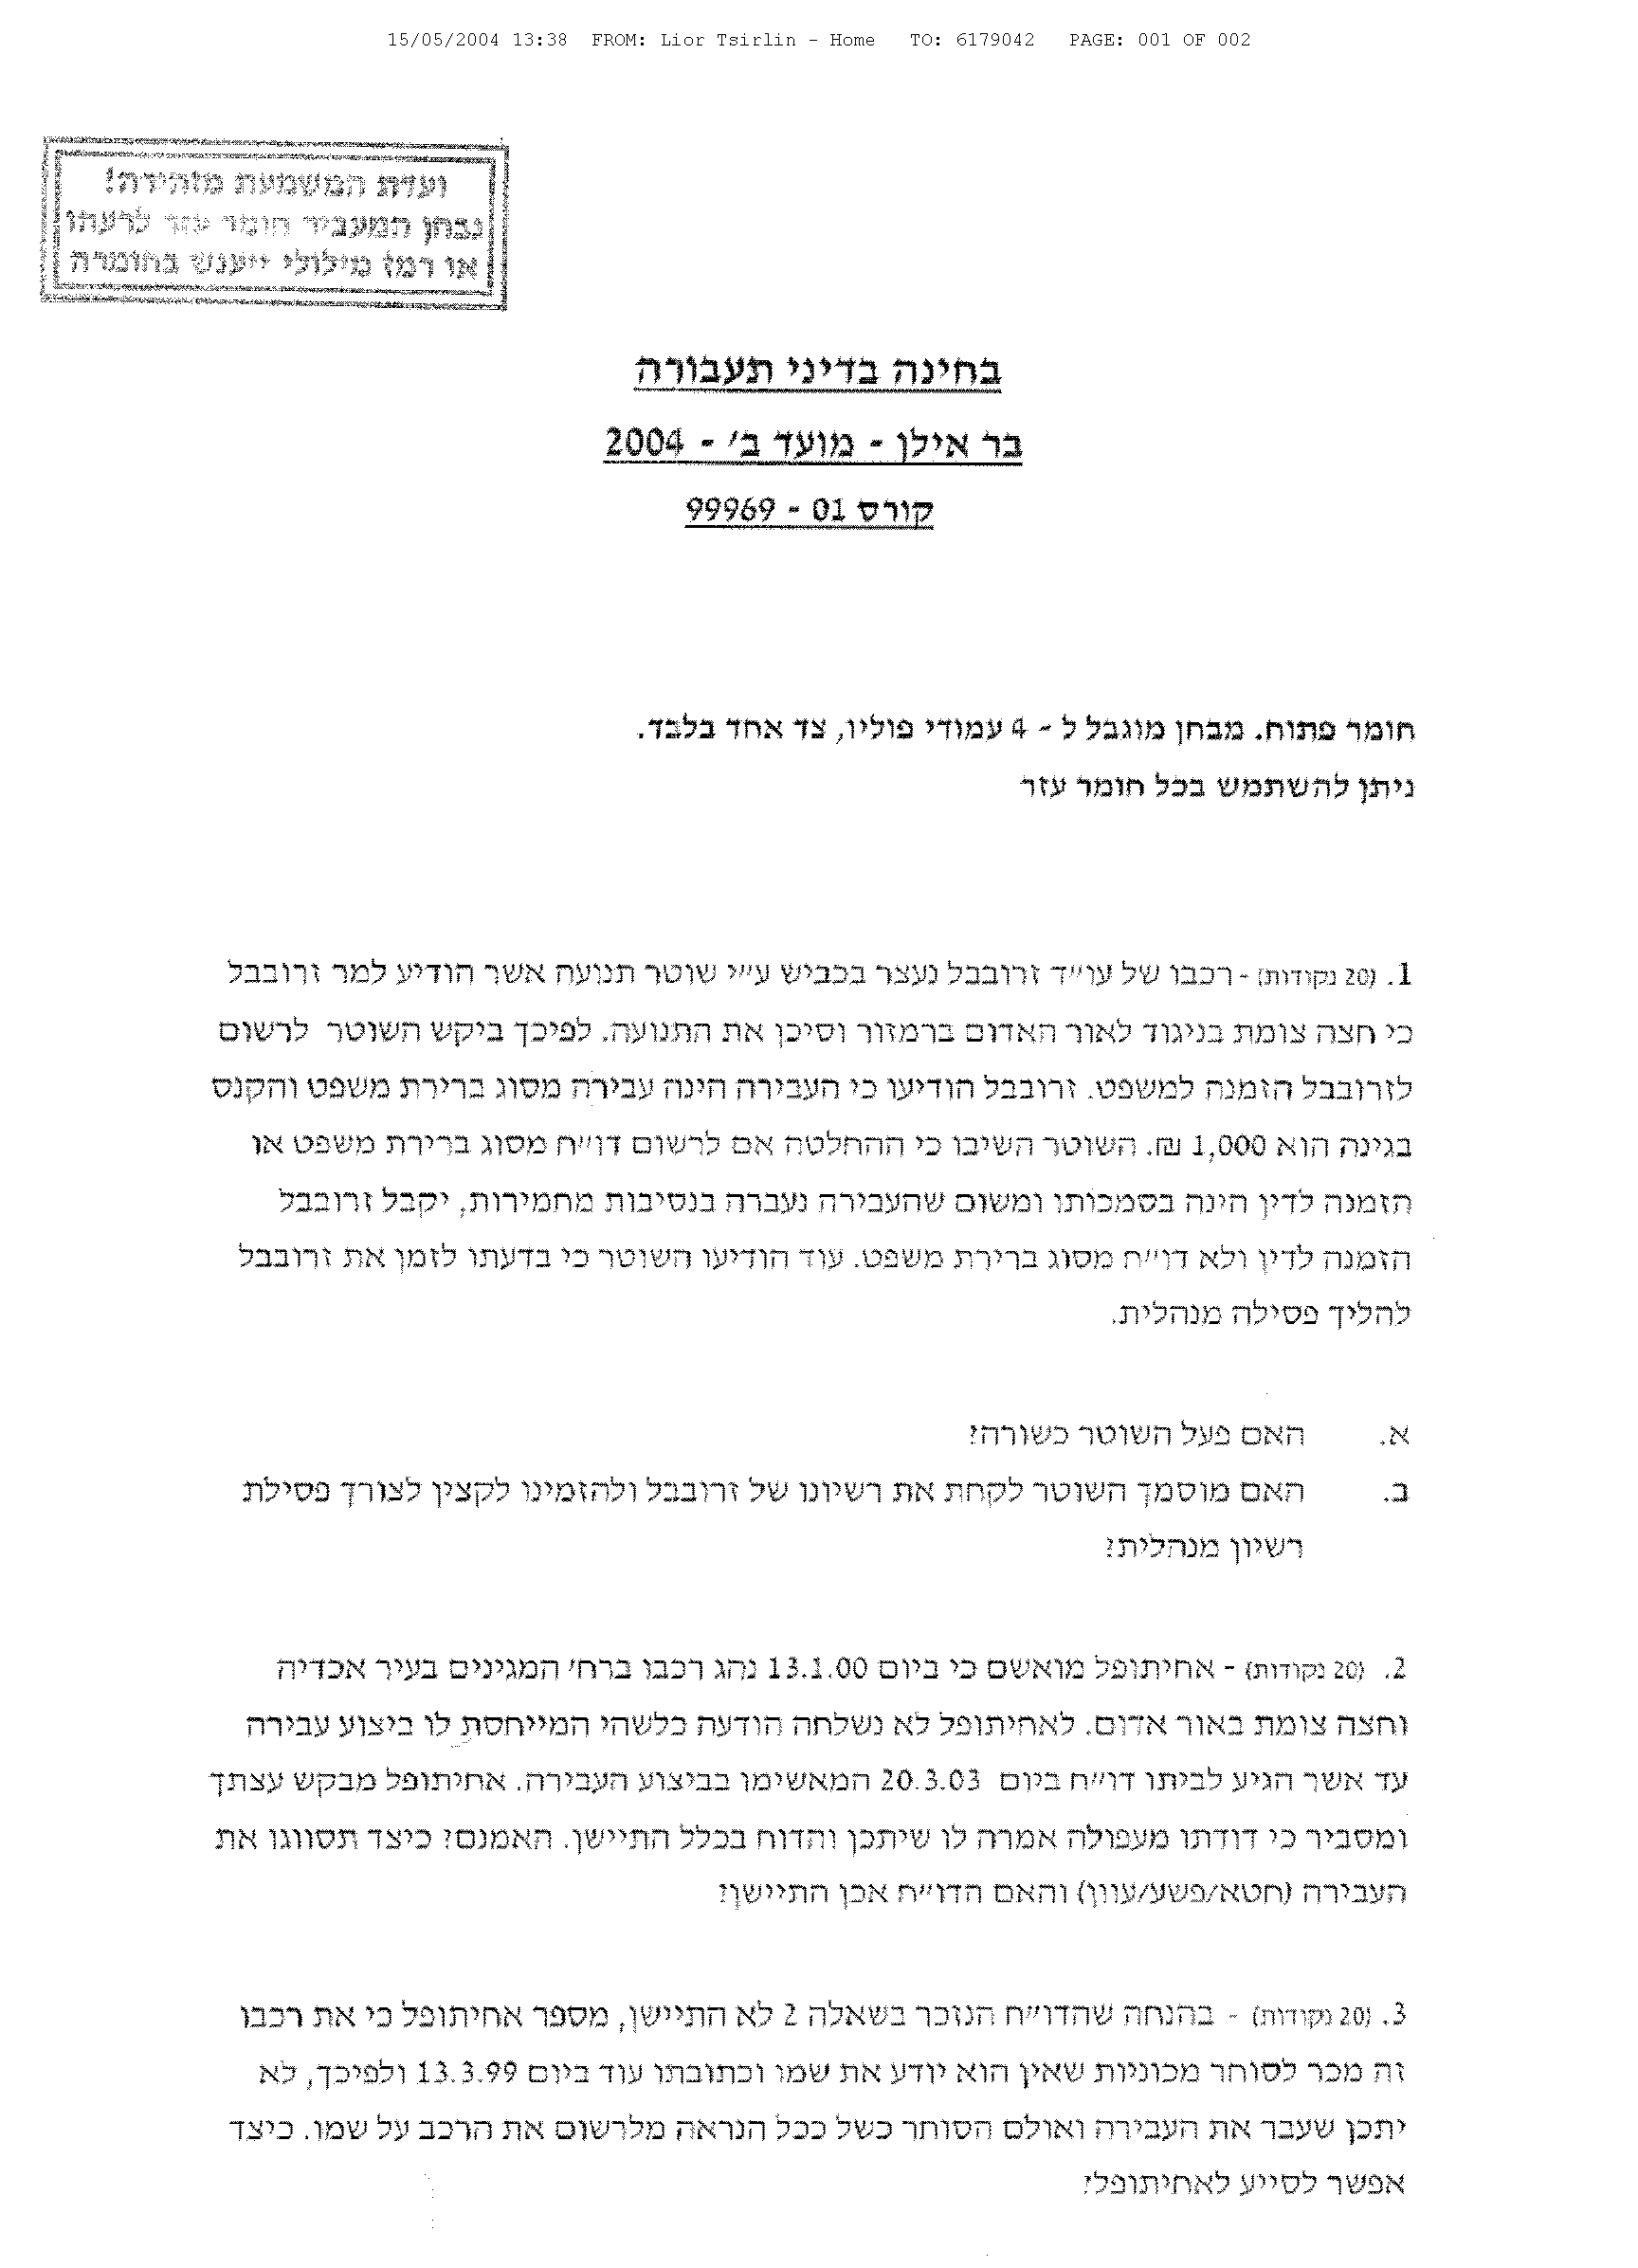 15/05/2004 13:38 FROM: Lior Tsirlin - Home TO: 6179042 PAGE: 001 OF 002
ועדת המשמעת מזהירה!
נבחן המעביר חומר עזר לרעהו
או רמז מילולי ייענש בחומרה
בחינה בדיני תעבורה
בר אילן - מועד ב' - 2004
קורס 01 - 99969
חומר פתוח. מבחן מוגבל ל - 4 עמודי פוליו, צד אחד בלבד.
ניתן להשתמש בכל חומר עזר
1. (20 נקודות) - רכבו של עו"ד זרובבל נעצר בכביש ע"י שוטר תנועה אשר הודיע למר זרובבל
כי חצה צומת בניגוד לאור האדום ברמזור וסיכן את התנועה. לפיכך ביקש השוטר לרשום
לזרובבל הזמנה למשפט. זרובבל הודיעו כי העבירה הינה עבירה מסוג ברירת משפט והקנס
בגינה הוא 1,000 ₪. השוטר השיבו כי ההחלטה אם לרשום דו"ח מסוג ברירת משפט או
הזמנה לדין הינה בסמכותו ומשום שהעבירה נעברה בנסיבות מחמירות, יקבל זרובבל
הזמנה לדין ולא דו"ח מסוג ברירת משפט. עוד הודיעו השוטר כי בדעתו לזמן את זרובבל
להליך פסילה מנהלית.
א. האם פעל השוטר כשורה?
ב. האם מוסמך השוטר לקחת את רשיונו של זרובבל ולהזמינו לקצין לצורך פסילת
רשיון מנהלית?
2. (20 נקודות) - אחיתופל מואשם כי ביום 13.1.00 נהג רכבו ברח' המגינים בעיר אכדיה
וחצה צומת באור אדום. לאחיתופל לא נשלחה הודעה כלשהי המייחסת לו ביצוע עבירה
עד אשר הגיע לביתו דו"ח ביום 20.3.03 המאשימו בביצוע העבירה. אחיתופל מבקש עצתך
ומסביר כי דודתו מעפולה אמרה לו שיתכן והדוח בכלל התיישן. האמנם? כיצד תסווגו את
העבירה (חטא/פשע/עוון) והאם הדו"ח אכן התיישן?
3. (20 נקודות) - בהנחה שהדו"ח הנזכר בשאלה 2 לא התיישן, מספר אחיתופל כי את רכבו
זה מכר לסוחר מכוניות שאין הוא יודע את שמו וכתובתו עוד ביום 13.3.99 ולפיכך, לא
יתכן שעבר את העבירה ואולם הסוחר כשל ככל הנראה מלרשום את הרכב על שמו. כיצד
אפשר לסייע לאחיתופל?